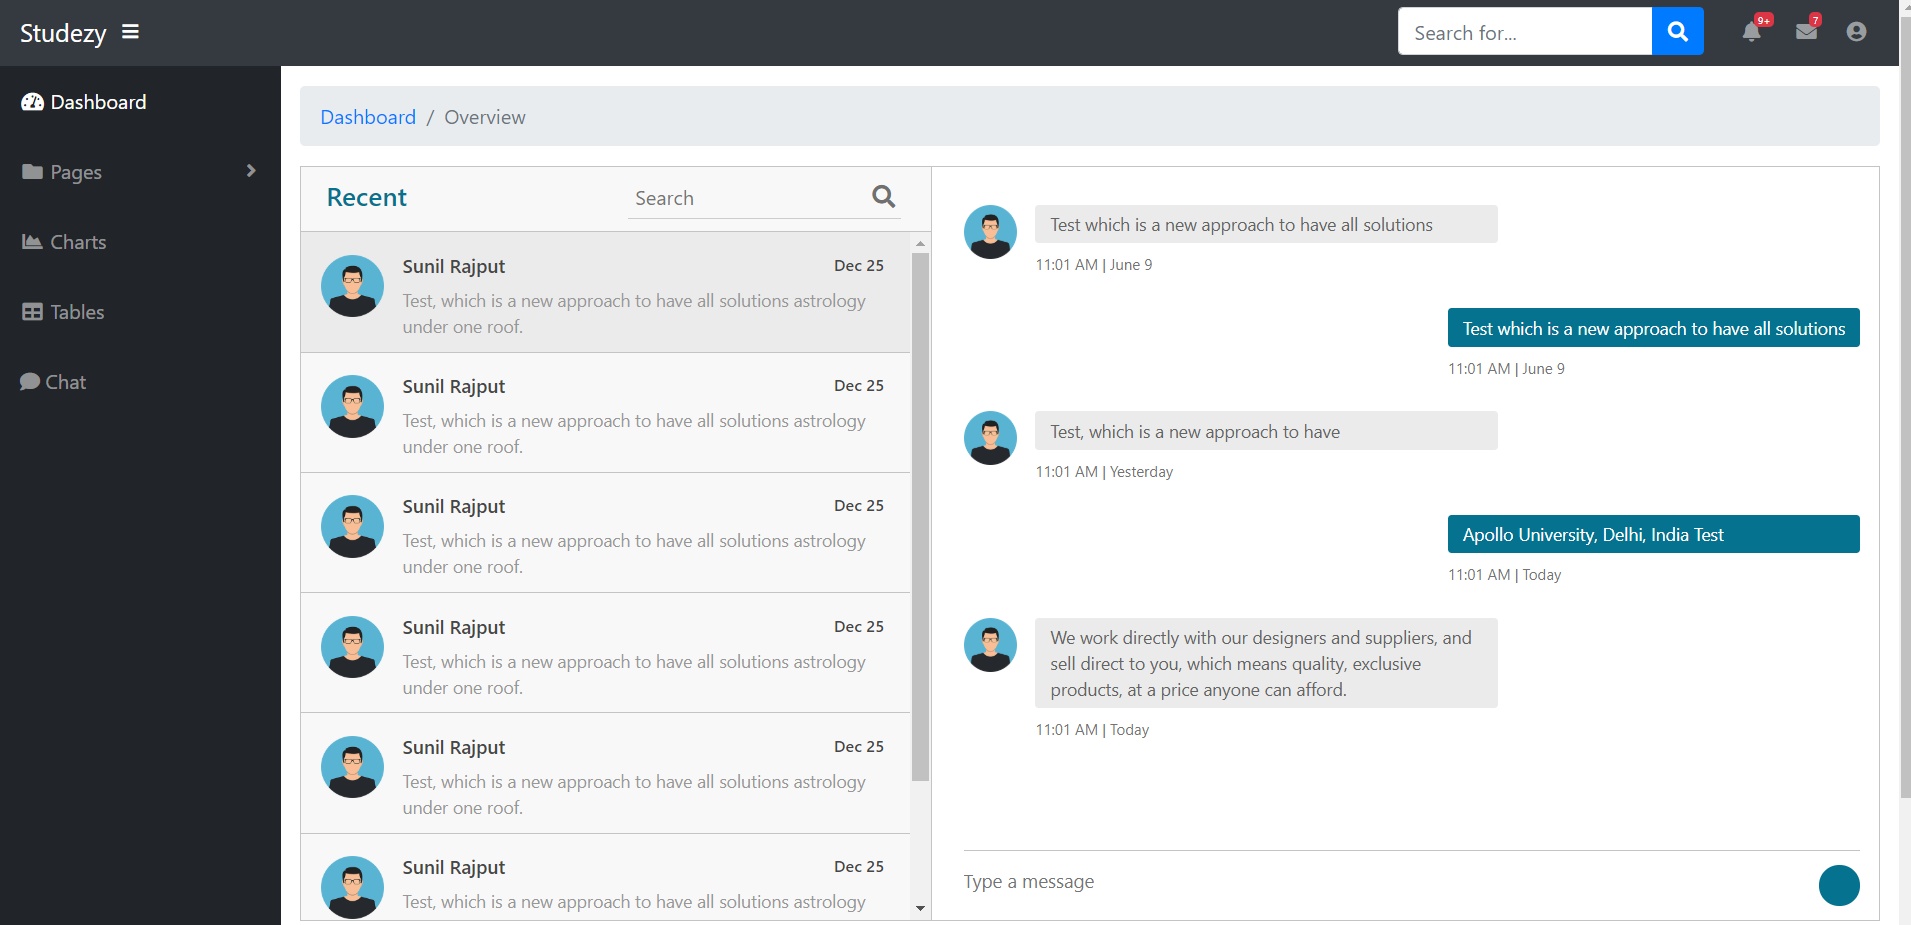 Studezy
Search for...
9+
7
Dashboard
Pages
Charts
Tables
Chat
Dashboard / Overview
Recent
Search
Sunil Rajput Dec 25
Test, which is a new approach to have all solutions astrology
under one roof.
Sunil Rajput Dec 25
Test, which is a new approach to have all solutions astrology
under one roof.
Sunil Rajput Dec 25
Test, which is a new approach to have all solutions astrology
under one roof.
Sunil Rajput Dec 25
Test, which is a new approach to have all solutions astrology
under one roof.
Sunil Rajput Dec 25
Test, which is a new approach to have all solutions astrology
under one roof.
Sunil Rajput Dec 25
Test, which is a new approach to have all solutions astrology
Test which is a new approach to have all solutions
11:01 AM | June 9
Test which is a new approach to have all solutions
11:01 AM | June 9
Test, which is a new approach to have
11:01 AM | Yesterday
Apollo University, Delhi, India Test
11:01 AM | Today
We work directly with our designers and suppliers, and
sell direct to you, which means quality, exclusive
products, at a price anyone can afford.
11:01 AM | Today
Type a message